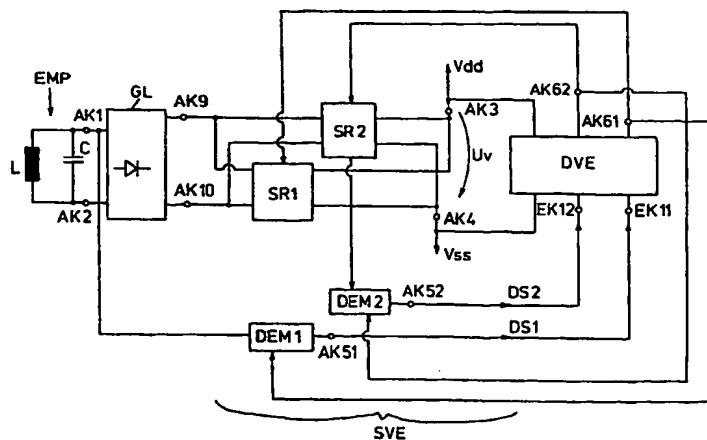 EMP
AK1
GL
AK9
SR2
Vdd
AK3
AK62
AK61
L
C
Uv
DVE
AK2
AK10
SR1
AK4
Vss
EK12
EK11
DEM2
AK52
DS2
DEM1
AK51
DS1
SVE